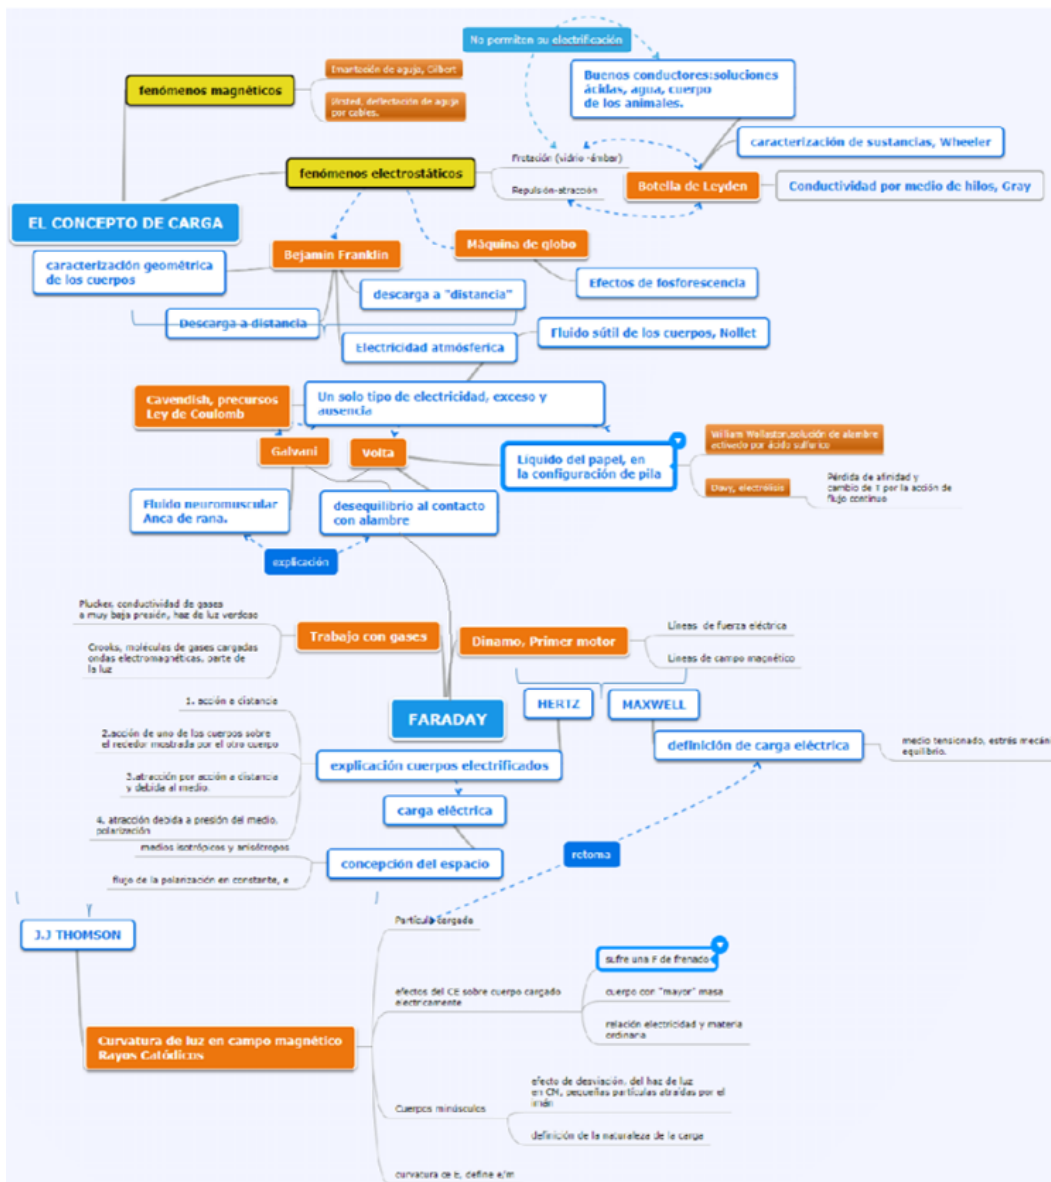 No permiten su electrificación
Imantación de aguja, Gilbert
fenómenos magnéticos
Orsted, deflectación de aguja
por cables.
Buenos conductores:soluciones
ácidas, agua, cuerpo
de los animales.
caracterización de sustancias, Wheeler
Frotación (vidrio -ámbar)
fenómenos electrostáticos
Repulsión-atracción
Botella de Leyden
Conductividad por medio de hilos, Gray
EL CONCEPTO DE CARGA
Bejamin Franklin
Máquina de globo
caracterización geométrica
de los cuerpos
Efectos de fosforescencia
descarga a "distancia"
Descarga a distancia
Fluido sútil de los cuerpos, Nollet
Electricidad atmósferica
Cavendish, precursos
Ley de Coulomb
Un solo tipo de electricidad, exceso y
ausencia
Galvani
Volta
Líquido del papel, en
la configuración de pila
William Wollaston,solución de alambre
activado por ácido sulfurico
Davy, electrólisis
Pérdida de afinidad y
cambio de T por la acción de
flujo continuo
Fluido neuromuscular
Anca de rana.
desequilibrio al contacto
con alambre
explicación
Plucker, conductividad de gases
a muy baja presión, haz de luz verdoso
Trabajo con gases
Crooks, moléculas de gases cargadas
ondas electromagnéticas, parte de
la luz
Dinamo, Primer motor
Líneas de fuerza eléctrica
Líneas de campo magnético
HERTZ
MAXWELL
FARADAY
1. acción a distancia
2.acción de uno de los cuerpos sobre
el rededor mostrada por el otro cuerpo
3.atracción por acción a distancia
y debida al medio.
4. atracción debida a presión del medio.
polarización
explicación cuerpos electrificados
definición de carga eléctrica
medio tensionado, estrés mecáni
equilibrio.
carga eléctrica
concepción del espacio
medios isotrópicos y anisótropos
flujo de la polarización en constante, e
retoma
J.J THOMSON
Partícula cargada
Curvatura de luz en campo magnético
Rayos Catódicos
efectos del CE sobre cuerpo cargado
electricamente
sufre una F de frenado
cuerpo con "mayor" masa
relación electricidad y materia
ordinaria
Cuerpos minúsculos
efecto de desviación, del haz de luz
en CM, pequeñas partículas atraídas por el
imán
definición de la naturaleza de la carga
curvatura de E, define e/m